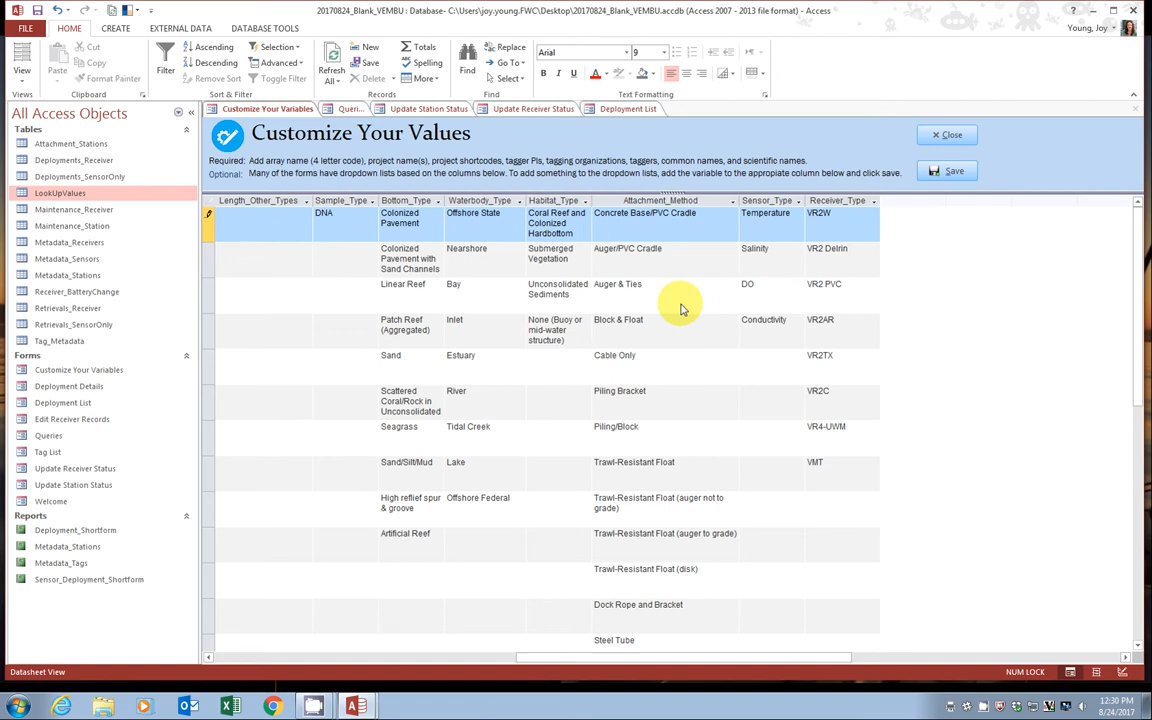 20170824_Blank_VEMBU : Database- C:\Users\joy.young.FWC\Desktop\20170824_Blank_VEMBU.accdb (Access 2007 - 2013 file format) - Access
FILE HOME CREATE EXTERNAL DATA DATABASE TOOLS Young, Joy
View
Paste
Cut
Copy
Format Painter
Filter
Ascending
Descending
Remove Sort
Selection
Advanced
Toggle Filter
Refresh All
New
Save
Delete
Totals
Spelling
More
Find
Replace
Go To
Select
Arial 9
B I U A
Views Clipboard Sort & Filter Records Find Text Formatting
All Access Objects
Tables
Attachment_Stations
Deployments_Receiver
Deployments_SensorOnly
LookUpValues
Maintenance_Receiver
Maintenance_Station
Metadata_Receivers
Metadata_Sensors
Metadata_Stations
Receiver_BatteryChange
Retrievals_Receiver
Retrievals_SensorOnly
Tag_Metadata
Forms
Customize Your Variables
Deployment Details
Deployment List
Edit Receiver Records
Queries
Tag List
Update Receiver Status
Update Station Status
Welcome
Reports
Deployment_Shortform
Metadata_Stations
Metadata_Tags
Sensor_Deployment_Shortform
Customize Your Variables Queri... Update Station Status Update Receiver Status Deployment List
Customize Your Values
Close
Required: Add array name (4 letter code), project name(s), project shortcodes, tagger PIs, tagging organizations, taggers, common names, and scientific names.
Optional: Many of the forms have dropdown lists based on the columns below. To add something to the dropdown lists, add the variable to the appropiate column below and click save.
Save
Length_Other_Types Sample_Type Bottom_Type Waterbody_Type Habitat_Type Attachment_Method Sensor_Type Receiver_Type
DNA Colonized Pavement Offshore State Coral Reef and Colonized Hardbottom Concrete Base/PVC Cradle Temperature VR2W
Colonized Pavement with Sand Channels Nearshore Submerged Vegetation Auger/PVC Cradle Salinity VR2 Delrin
Linear Reef Bay Unconsolidated Sediments Auger & Ties DO VR2 PVC
Patch Reef (Aggregated) Inlet None (Buoy or mid-water structure) Block & Float Conductivity VR2AR
Sand Estuary Cable Only VR2TX
Scattered Coral/Rock in Unconsolidated River Piling Bracket VR2C
Seagrass Tidal Creek Piling/Block VR4-UWM
Sand/Silt/Mud Lake Trawl-Resistant Float VMT
High reflief spur & groove Offshore Federal Trawl-Resistant Float (auger not to grade)
Artificial Reef Trawl-Resistant Float (auger to grade)
Trawl-Resistant Float (disk)
Dock Rope and Bracket
Steel Tube
Datasheet View NUM LOCK
12:30 PM
8/24/2017